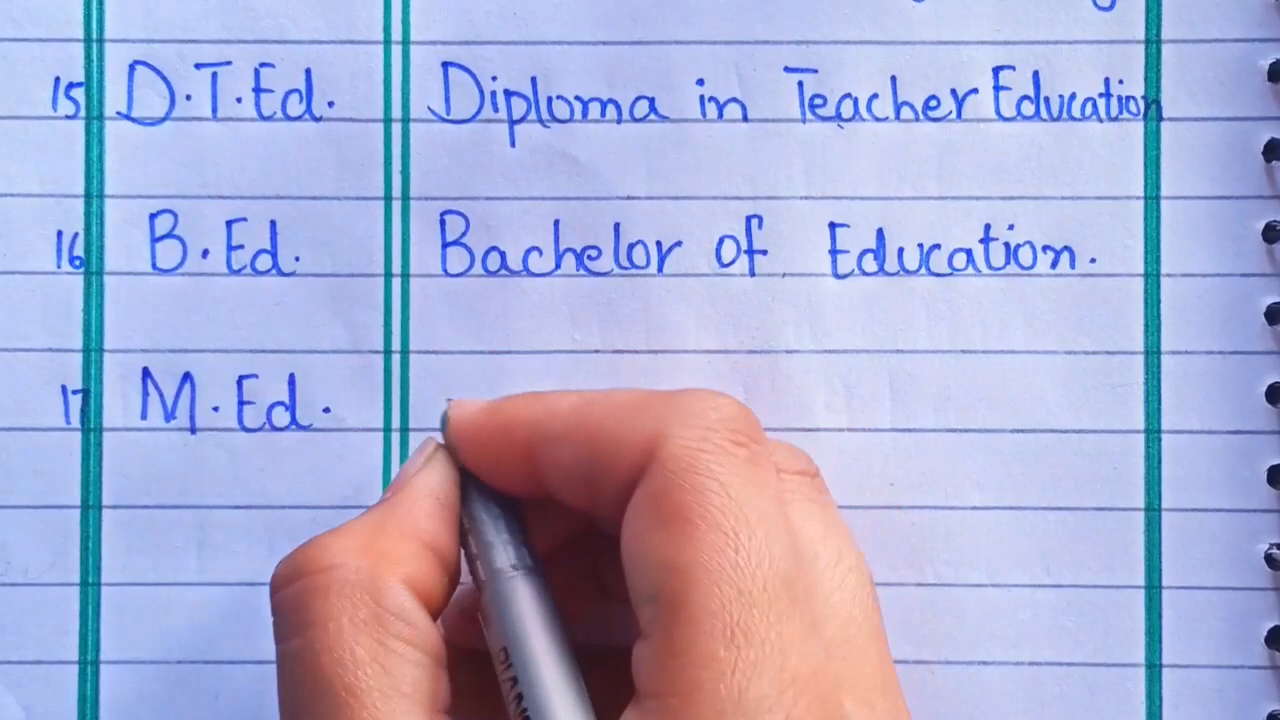 15 D.T.Ed. Diploma in Teacher Education
16 B.Ed. Bachelor of Education.
17 M.Ed.